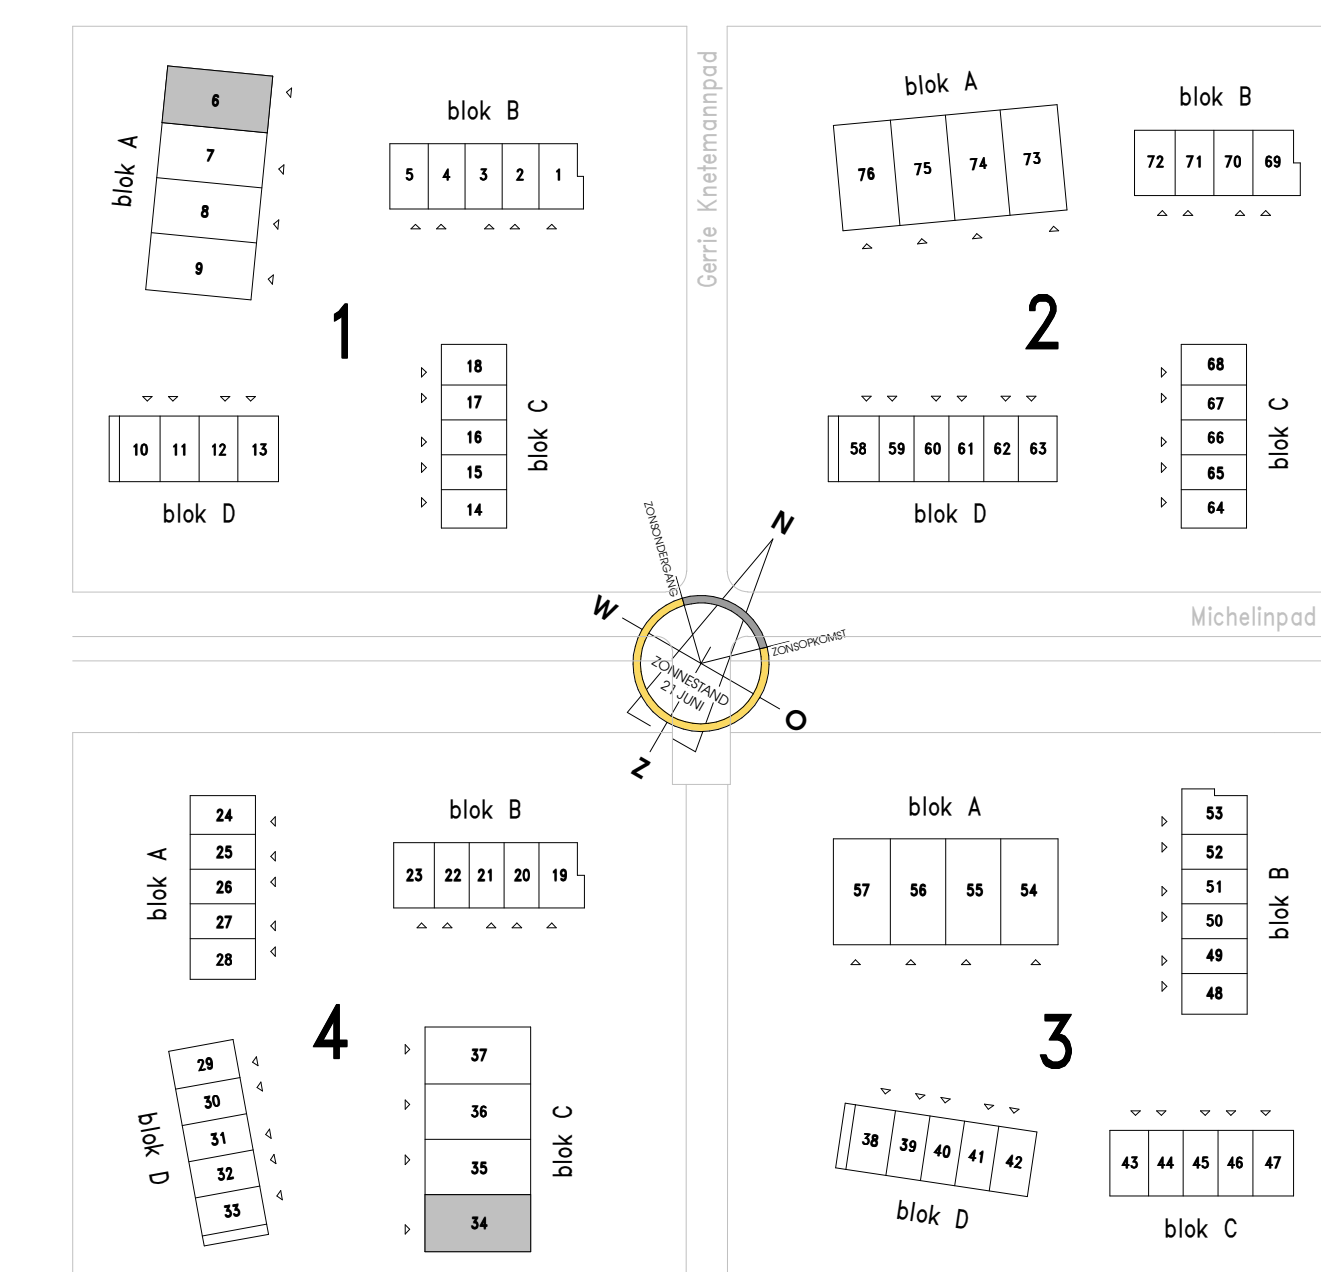 Gerrie Knetemannpad
blok A
6
7
8
9
blok B
5 4 3 2 1
1
blok D
10 11 12 13
blok C
18
17
16
15
14
blok A
76 75 74 73
blok B
72 71 70 69
2
blok D
58 59 60 61 62 63
blok C
68
67
66
65
64
Michelinpad
N
ZONSONDERGANG
W
ZONSOPKOMST
ZONNESTAND
21 JUNI
O
Z
blok A
24
25
26
27
28
blok B
23 22 21 20 19
4
blok D
29
30
31
32
33
blok C
37
36
35
34
blok A
57 56 55 54
blok B
53
52
51
50
49
48
3
38 39 40 41 42
blok D
43 44 45 46 47
blok C